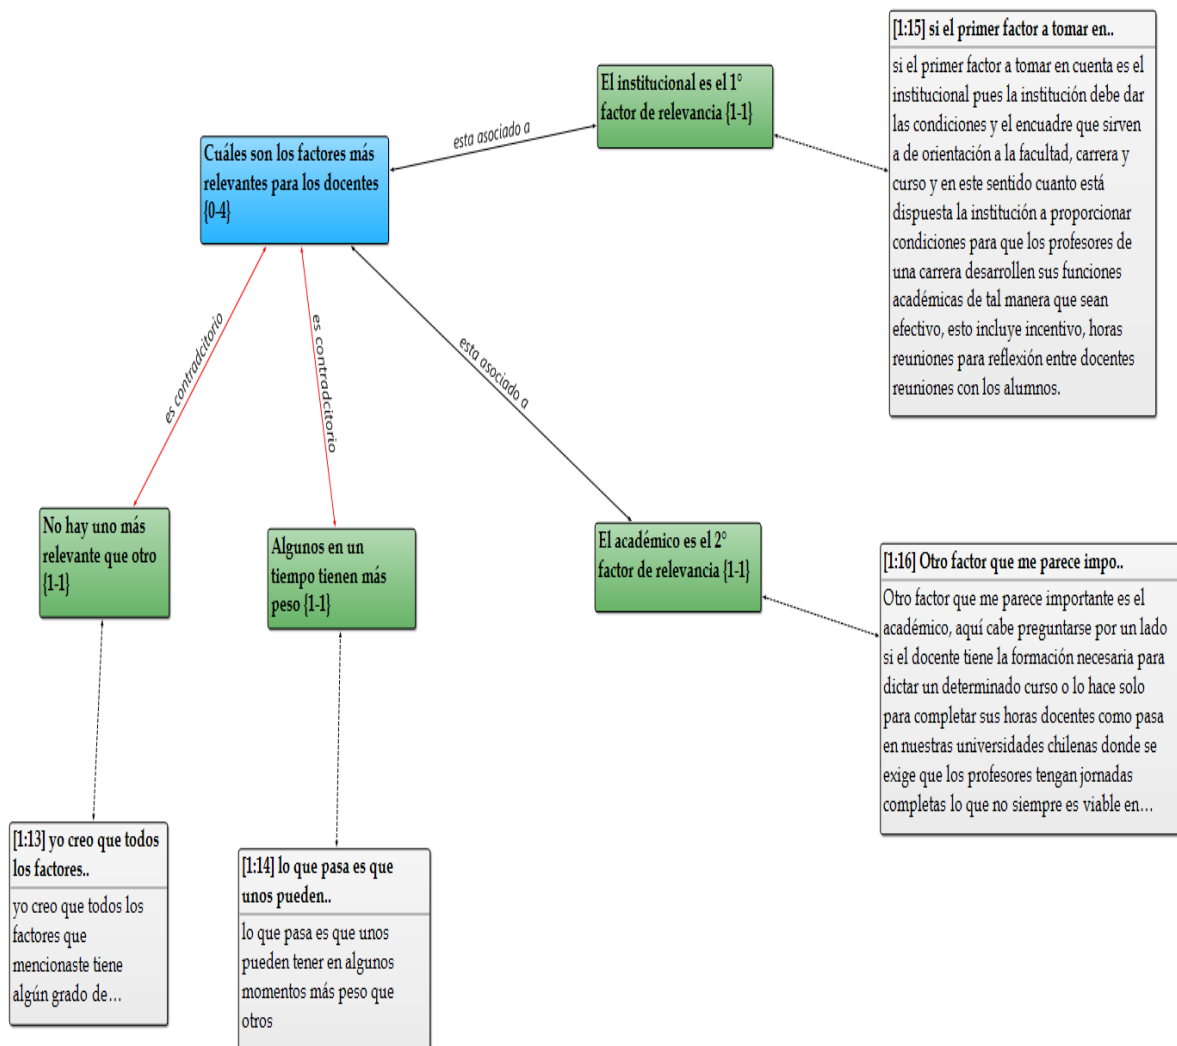 [1:15] si el primer factor a tomar en..
si el primer factor a tomar en cuenta es el
institucional pues la institución debe dar
las condiciones y el encuadre que sirven
a de orientación a la facultad, carrera y
curso y en este sentido cuanto está
dispuesta la institución a proporcionar
condiciones para que los profesores de
una carrera desarrollen sus funciones
académicas de tal manera que sean
efectivo, esto incluye incentivo, horas
reuniones para reflexión entre docentes
reuniones con los alumnos.
El institucional es el 1°
factor de relevancia {1-1}
esta asociado a
Cuáles son los factores más
relevantes para los docentes
{0-4}
es contradcitorio
es contradcitorio
esta asociado a
No hay uno más
relevante que otro
{1-1}
Algunos en un
tiempo tienen más
peso {1-1}
El académico es el 2°
factor de relevancia {1-1}
[1:16] Otro factor que me parece impo..
Otro factor que me parece importante es el
académico, aquí cabe preguntarse por un lado
si el docente tiene la formación necesaria para
dictar un determinado curso o lo hace solo
para completar sus horas docentes como pasa
en nuestras universidades chilenas donde se
exige que los profesores tengan jornadas
completas lo que no siempre es viable en…
[1:13] yo creo que todos
los factores..
yo creo que todos los
factores que
mencionaste tiene
algún grado de…
[1:14] lo que pasa es que
unos pueden..
lo que pasa es que unos
pueden tener en algunos
momentos más peso que
otros